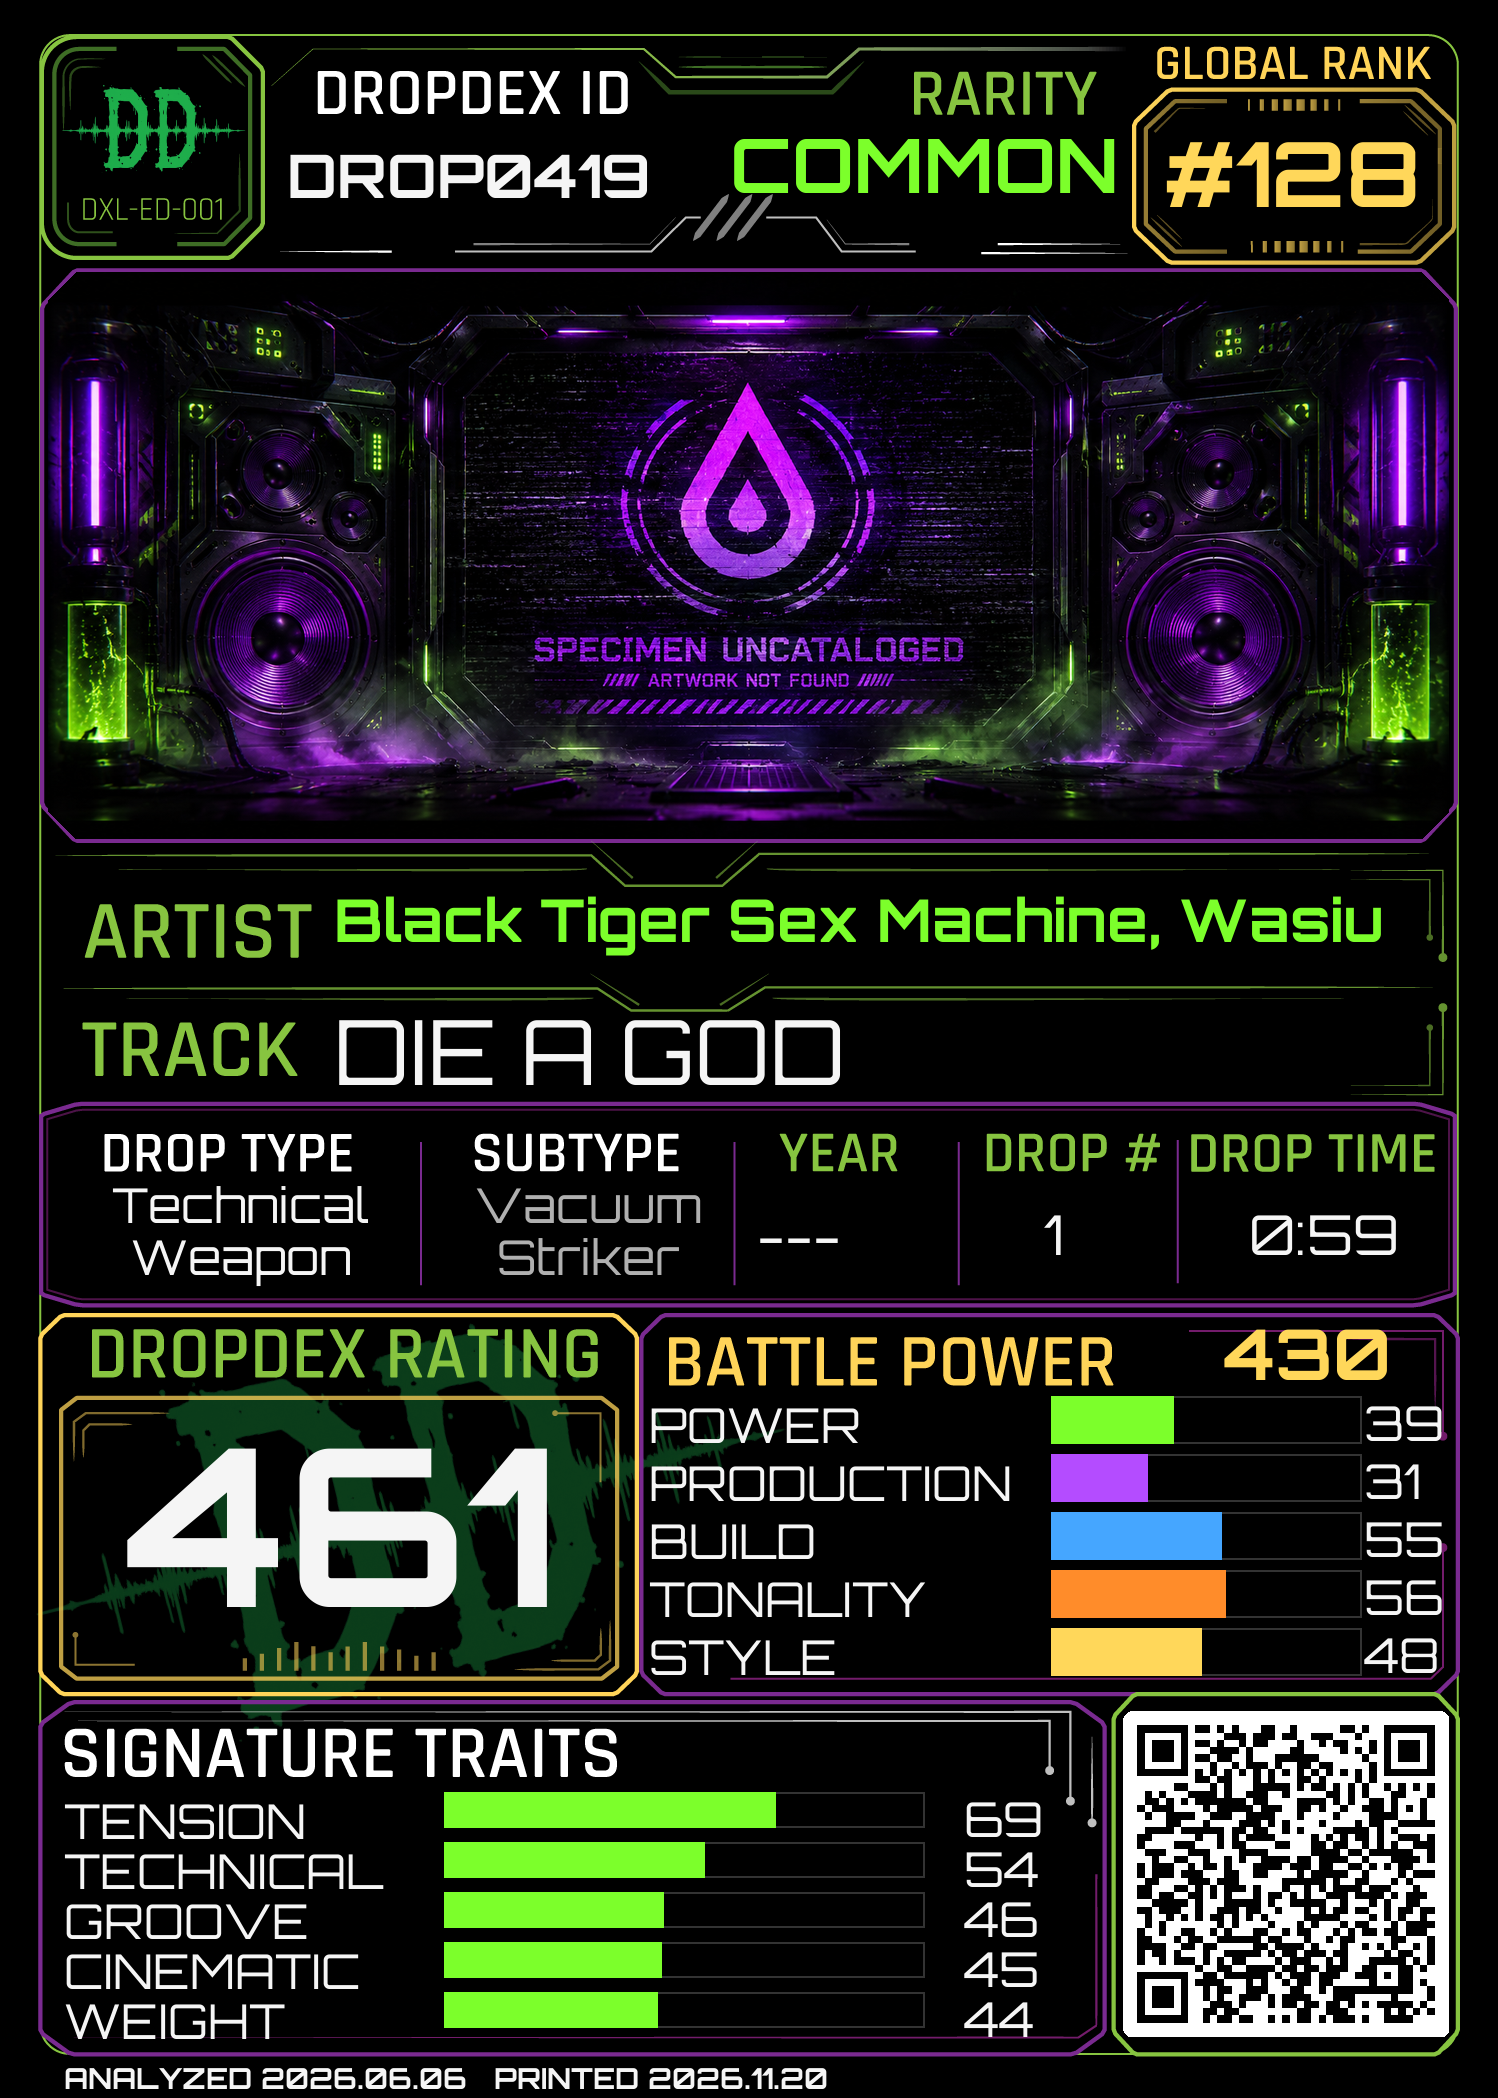 DD
DXL-ED-001
DROPDEX ID
DROP0419
RARITY
COMMON
GLOBAL RANK
#128
SPECIMEN UNCATALOGED
///// ARTWORK NOT FOUND /////
ARTIST Black Tiger Sex Machine, Wasiu
TRACK DIE A GOD
DROP TYPE
Technical
Weapon
SUBTYPE
Vacuum
Striker
YEAR
---
DROP #
1
DROP TIME
0:59
DROPDEX RATING
461
BATTLE POWER 430
POWER 39
PRODUCTION 31
BUILD 55
TONALITY 56
STYLE 48
SIGNATURE TRAITS
TENSION 69
TECHNICAL 54
GROOVE 46
CINEMATIC 45
WEIGHT 44
ANALYZED 2026.06.06 PRINTED 2026.11.20